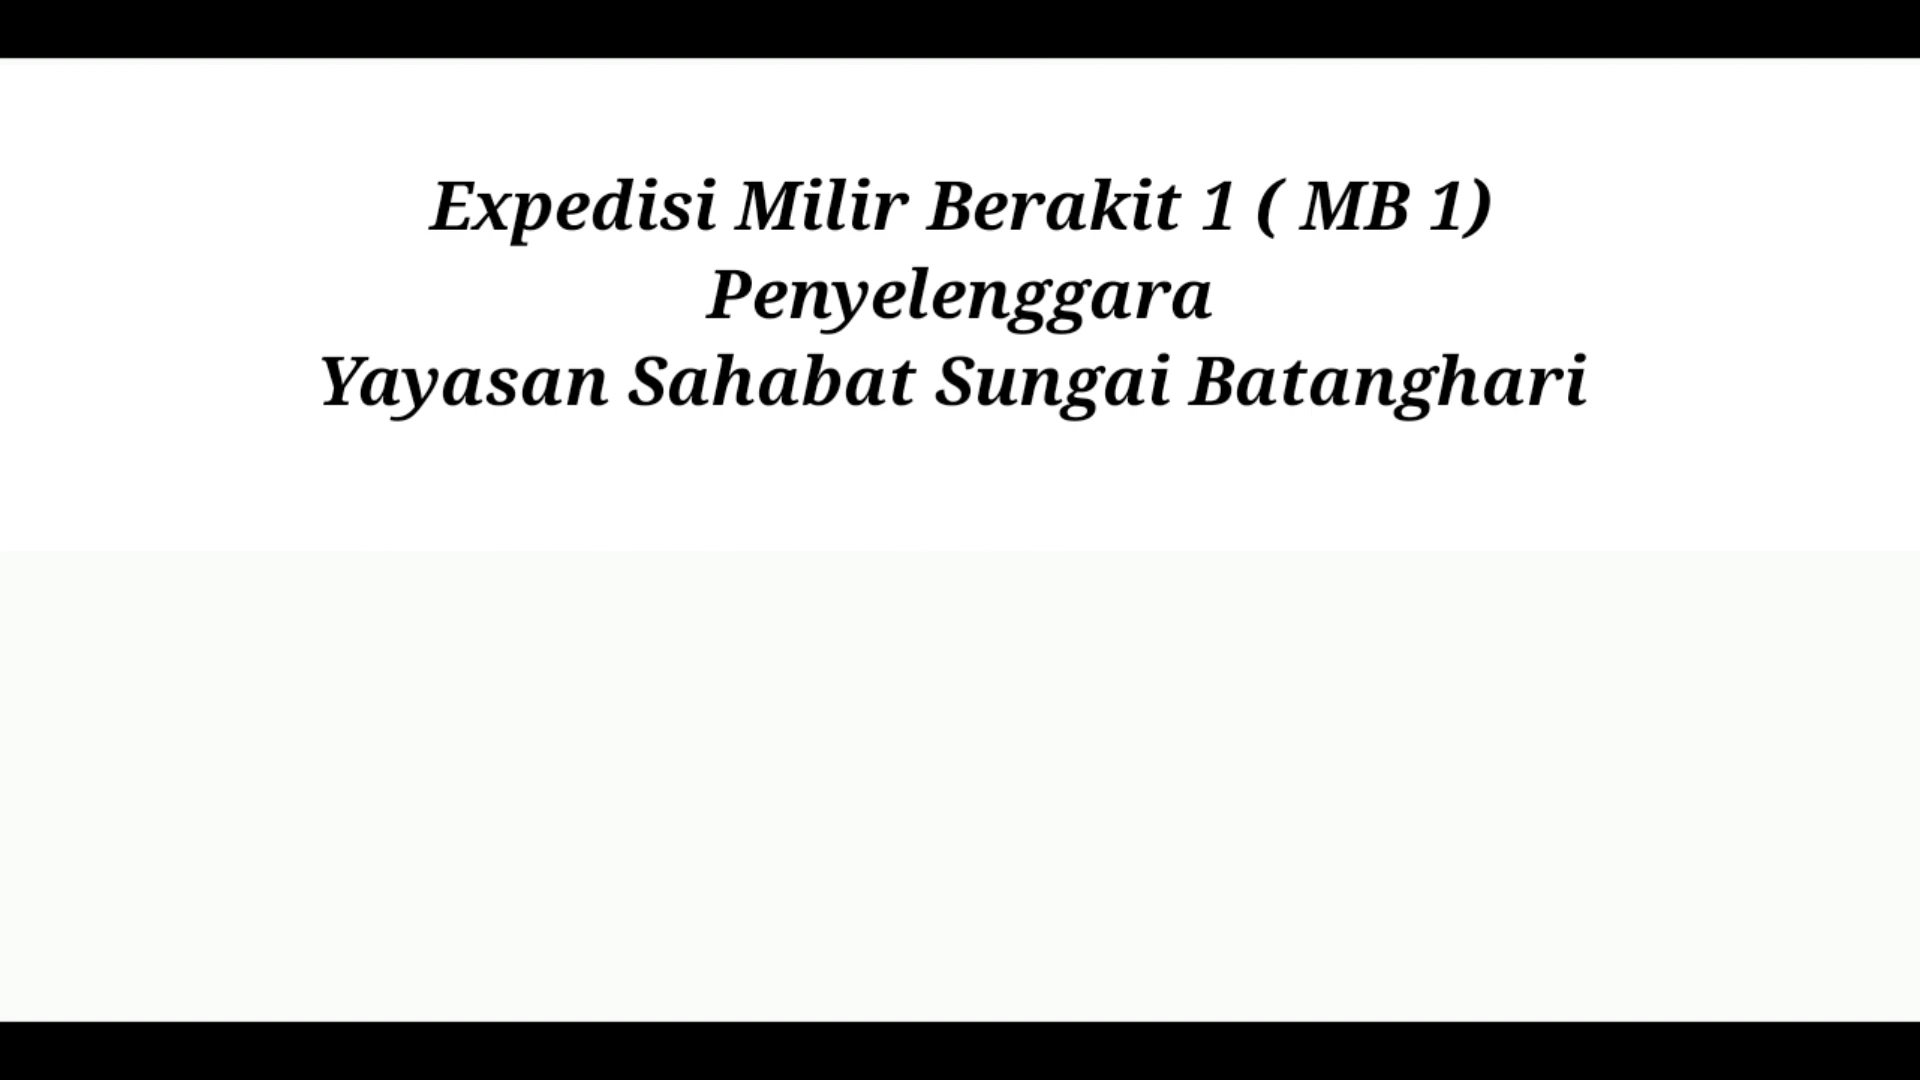 Expedisi Milir Berakit 1 ( MB 1)
Penyelenggara
Yayasan Sahabat Sungai Batanghari